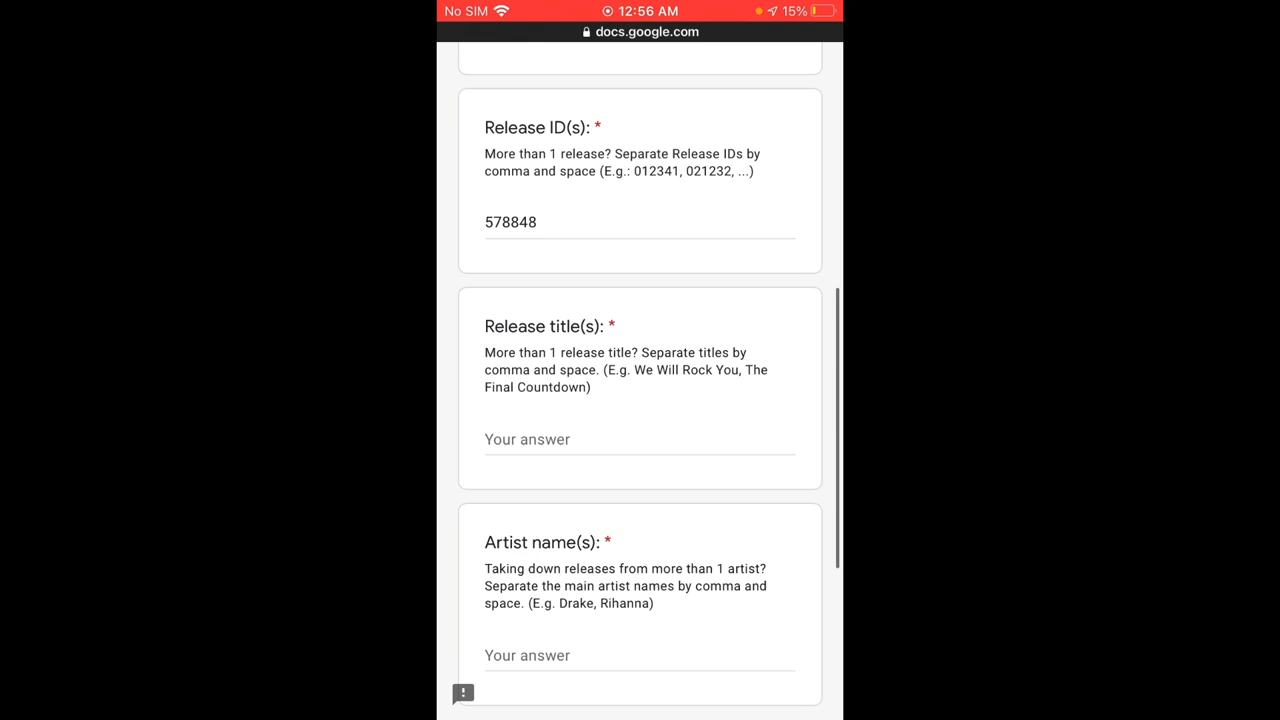 No SIM 12:56 AM 15%
docs.google.com
Release ID(s): *
More than 1 release? Separate Release IDs by
comma and space (E.g.: 012341, 021232, ...)
578848
Release title(s): *
More than 1 release title? Separate titles by
comma and space. (E.g. We Will Rock You, The
Final Countdown)
Your answer
Artist name(s): *
Taking down releases from more than 1 artist?
Separate the main artist names by comma and
space. (E.g. Drake, Rihanna)
Your answer
!